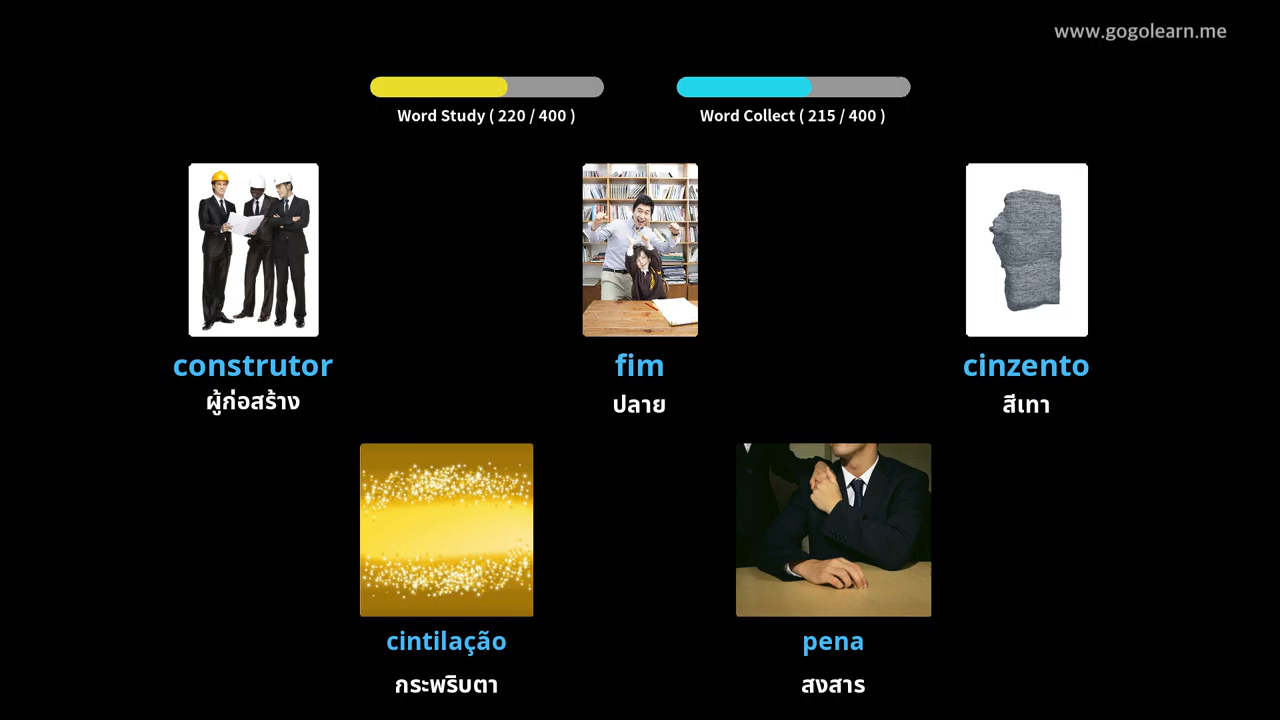 www.gogolearn.me
Word Study ( 220 / 400 )
Word Collect ( 215 / 400 )
construtor
ผู้ก่อสร้าง
fim
ปลาย
cinzento
สีเทา
cintilação
กระพริบตา
pena
สงสาร